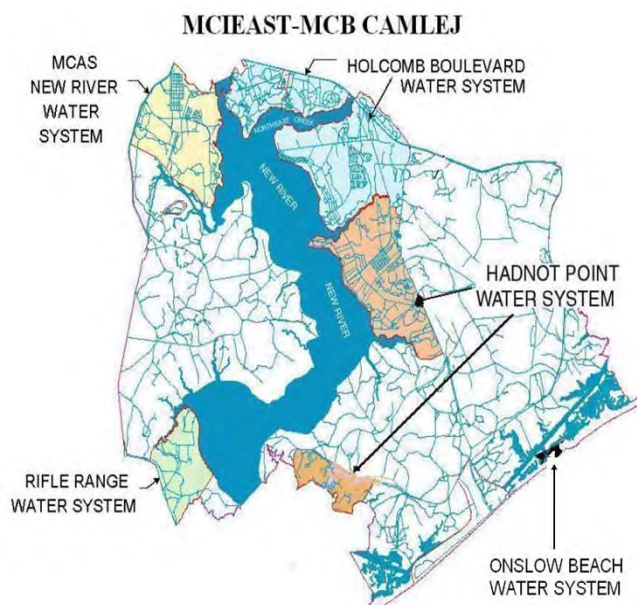 MCIEAST-MCB CAMLEJ
MCAS
NEW RIVER
WATER
SYSTEM
HOLCOMB BOULEVARD
WATER SYSTEM
NORTHEAST CREEK
NEW RIVER
NEW RIVER
HADNOT POINT
WATER SYSTEM
RIFLE RANGE
WATER SYSTEM
ONSLOW BEACH
WATER SYSTEM